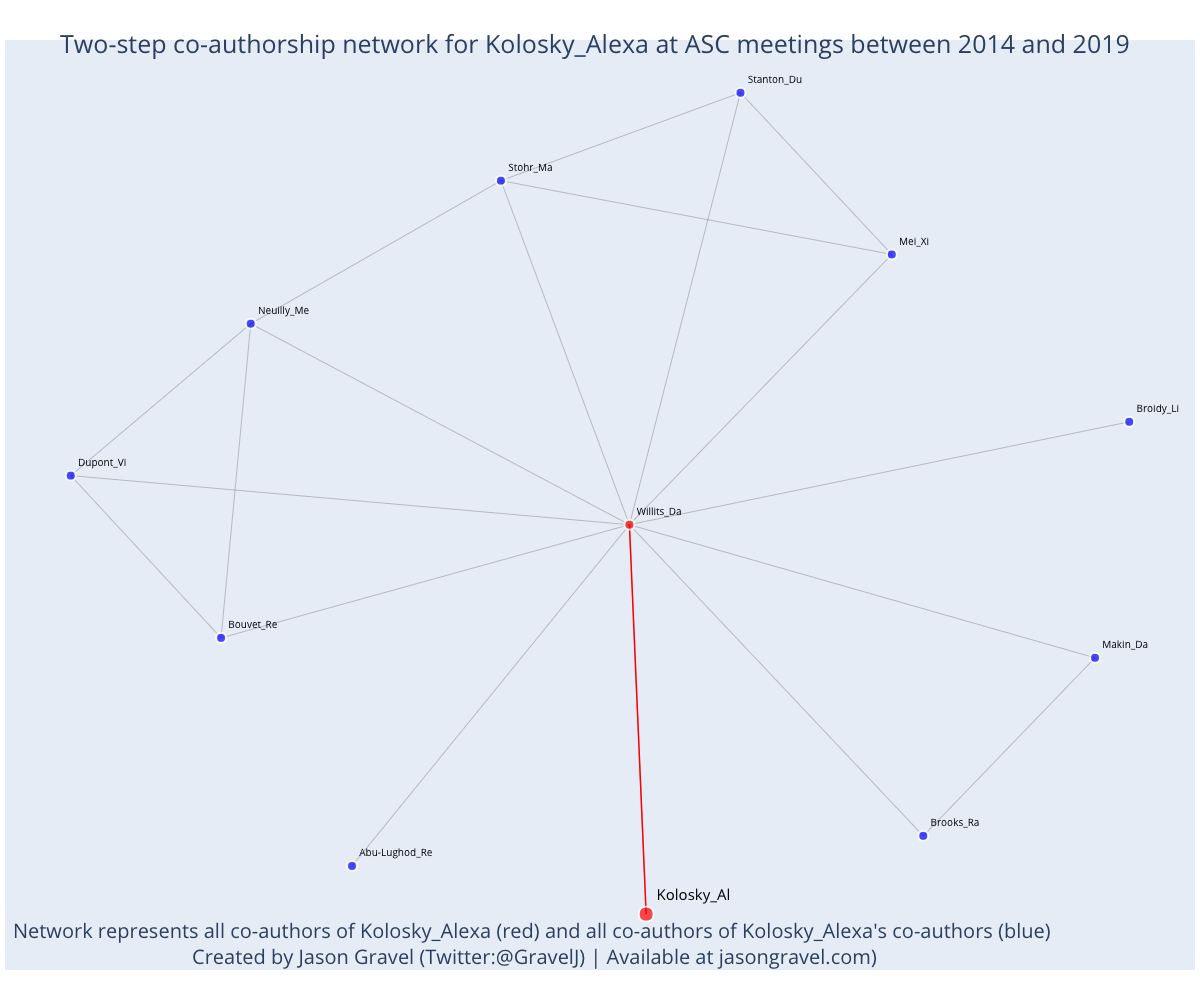 Two-step co-authorship network for Kolosky_Alexa at ASC meetings between 2014 and 2019
Stanton_Du
Stohr_Ma
Mei_Xi
Neuilly_Me
Broidy_Li
Dupont_Vi
Willits_Da
Bouvet_Re
Makin_Da
Brooks_Ra
Abu-Lughod_Re
Kolosky_Al
Network represents all co-authors of Kolosky_Alexa (red) and all co-authors of Kolosky_Alexa's co-authors (blue)
Created by Jason Gravel (Twitter:@GravelJ) | Available at jasongravel.com)